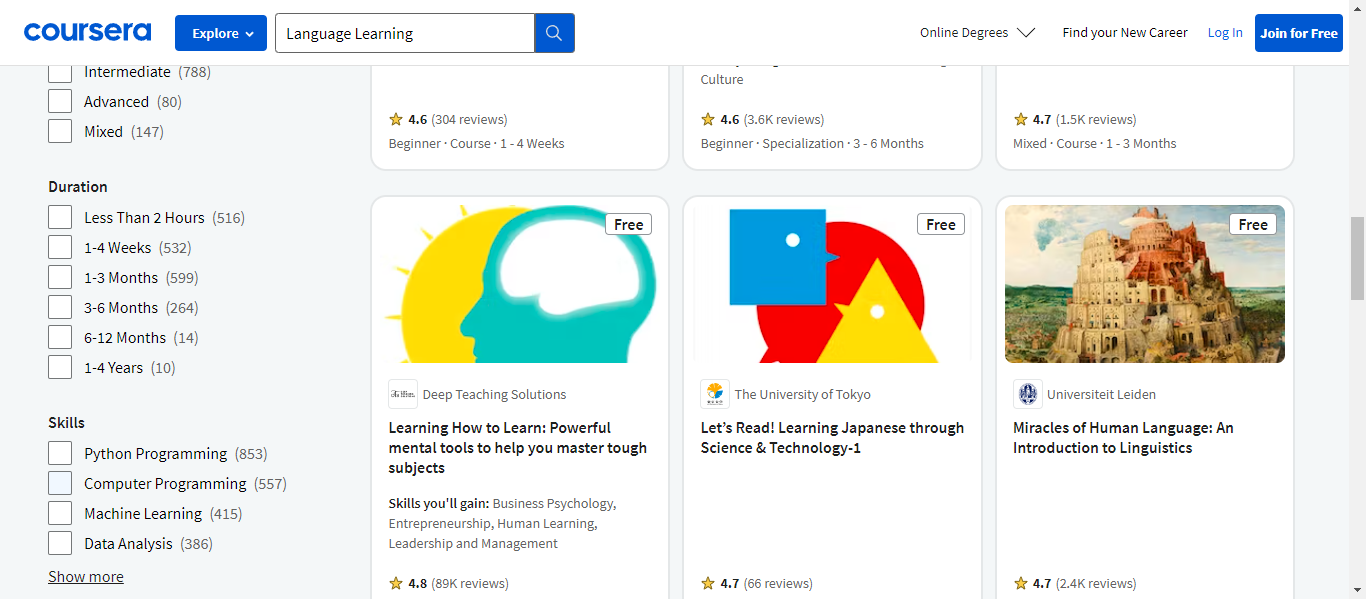 coursera
Explore
Language Learning
Online Degrees
Find your New Career
Log In
Join for Free
Intermediate (788)
Advanced (80)
Mixed (147)
Duration
Less Than 2 Hours (516)
1-4 Weeks (532)
1-3 Months (599)
3-6 Months (264)
6-12 Months (14)
1-4 Years (10)
Skills
Python Programming (853)
Computer Programming (557)
Machine Learning (415)
Data Analysis (386)
Show more
4.6 (304 reviews)
Beginner · Course · 1 - 4 Weeks
Culture
4.6 (3.6K reviews)
Beginner · Specialization · 3 - 6 Months
4.7 (1.5K reviews)
Mixed · Course · 1 - 3 Months
Free
Deep Teaching Solutions
Learning How to Learn: Powerful
mental tools to help you master tough
subjects
Skills you'll gain: Business Psychology,
Entrepreneurship, Human Learning,
Leadership and Management
4.8 (89K reviews)
Free
The University of Tokyo
Let’s Read! Learning Japanese through
Science & Technology-1
4.7 (66 reviews)
Free
Universiteit Leiden
Miracles of Human Language: An
Introduction to Linguistics
4.7 (2.4K reviews)